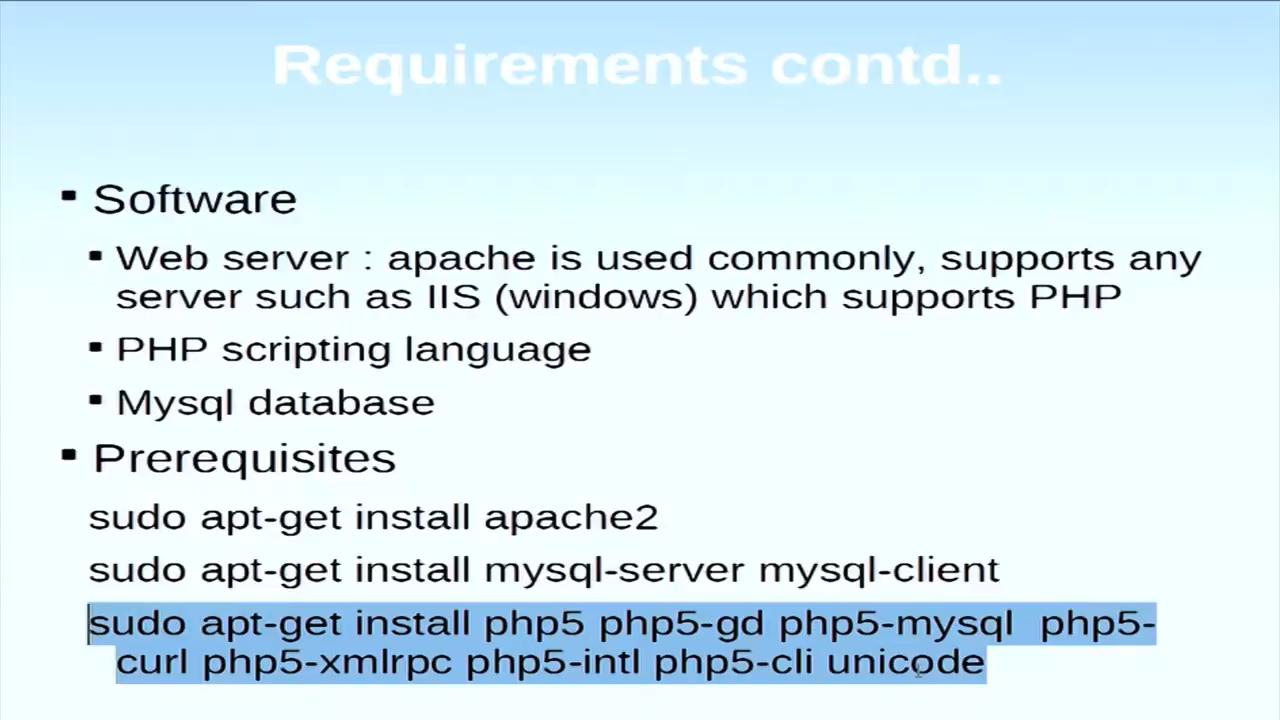 Requirements contd..
Software
Web server : apache is used commonly, supports any
server such as IIS (windows) which supports PHP
PHP scripting language
Mysql database
Prerequisites
sudo apt-get install apache2
sudo apt-get install mysql-server mysql-client
sudo apt-get install php5 php5-gd php5-mysql  php5-
curl php5-xmlrpc php5-intl php5-cli unicode